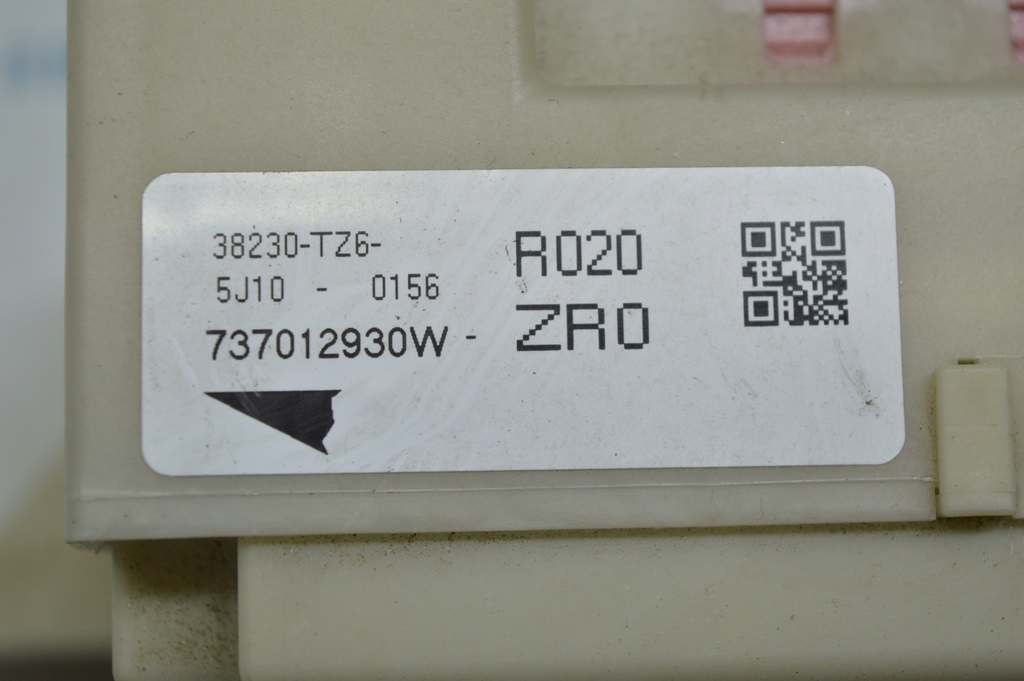 38230-TZ6-
5J10 - 0156
737012930W -
R020
ZR0